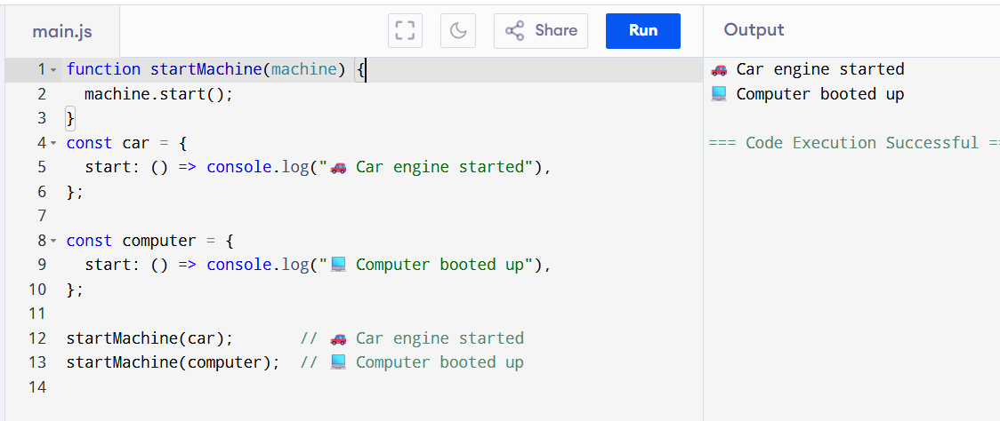 main.js
Share
Run
Output
1 function startMachine(machine) {
2   machine.start();
3 }
4 const car = {
5   start: () => console.log("🚗 Car engine started"),
6 };
7
8 const computer = {
9   start: () => console.log("💻 Computer booted up"),
10 };
11
12 startMachine(car);       // 🚗 Car engine started
13 startMachine(computer);  // 💻 Computer booted up
14
🚗 Car engine started
💻 Computer booted up
=== Code Execution Successful ==